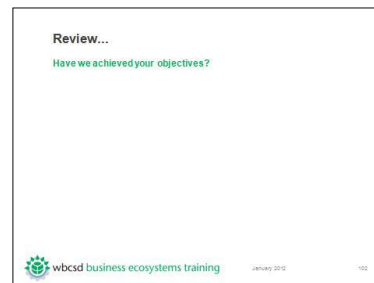 Review...
Have we achieved your objectives?
wbcsd business ecosystems training
January 2012
102